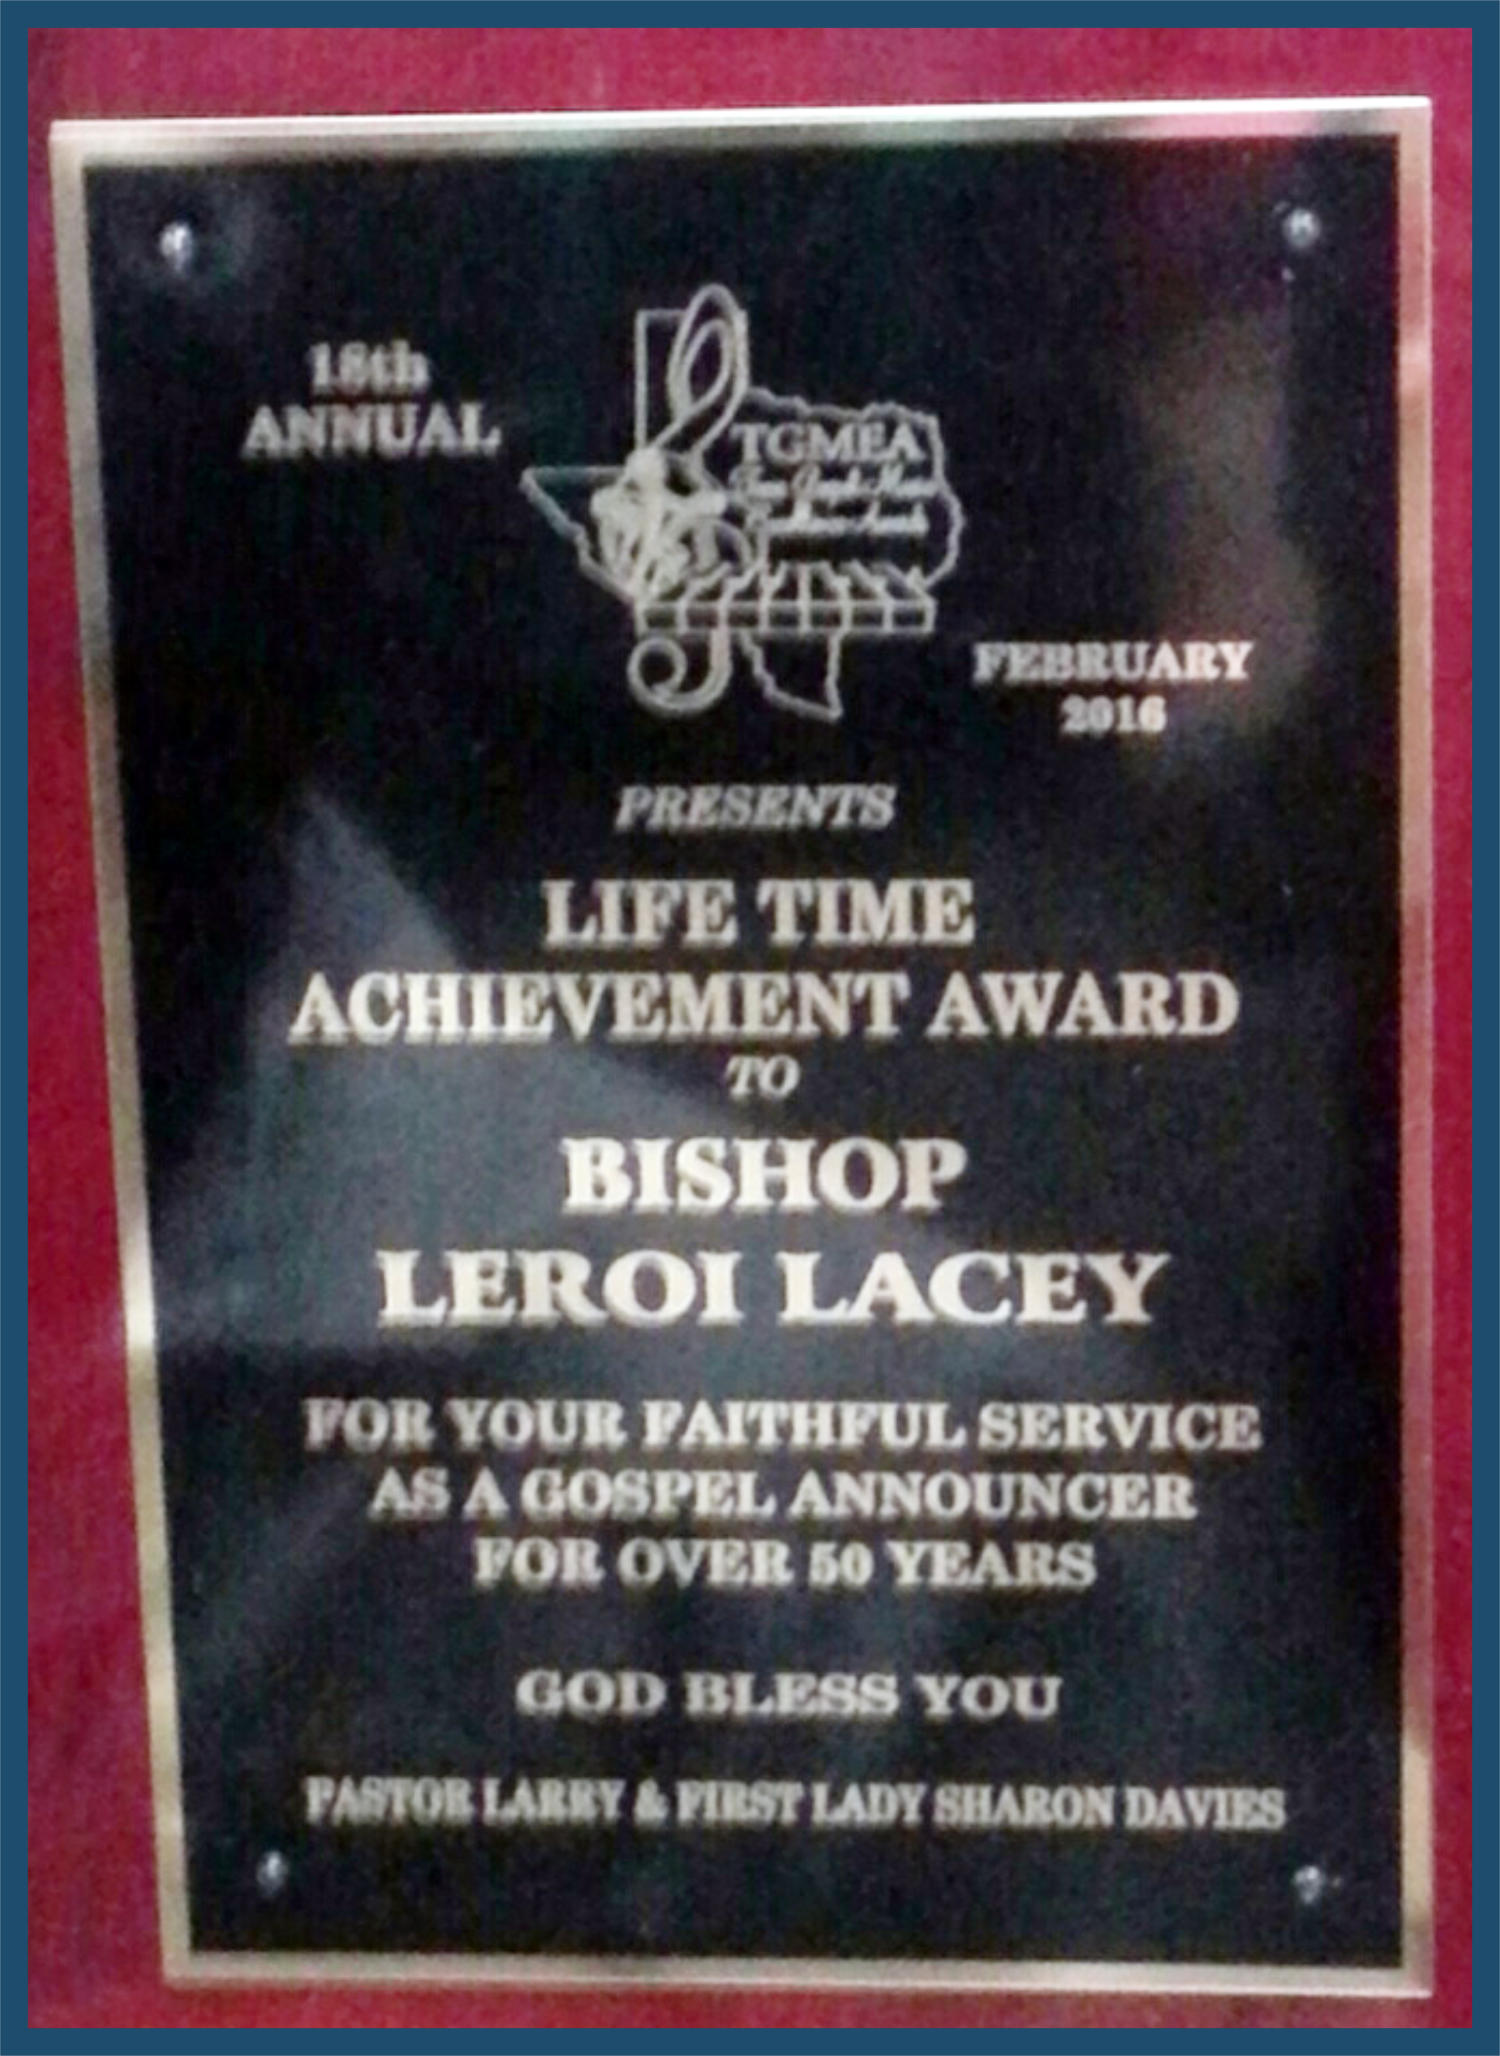 18th
ANNUAL
TGMEA
FEBRUARY
2016
PRESENTS
LIFE TIME
ACHIEVEMENT AWARD
TO
BISHOP
LEROI LACEY
FOR YOUR FAITHFUL SERVICE
AS A GOSPEL ANNOUNCER
FOR OVER 50 YEARS
GOD BLESS YOU
PASTOR LARRY & FIRST LADY SHARON DAVIES